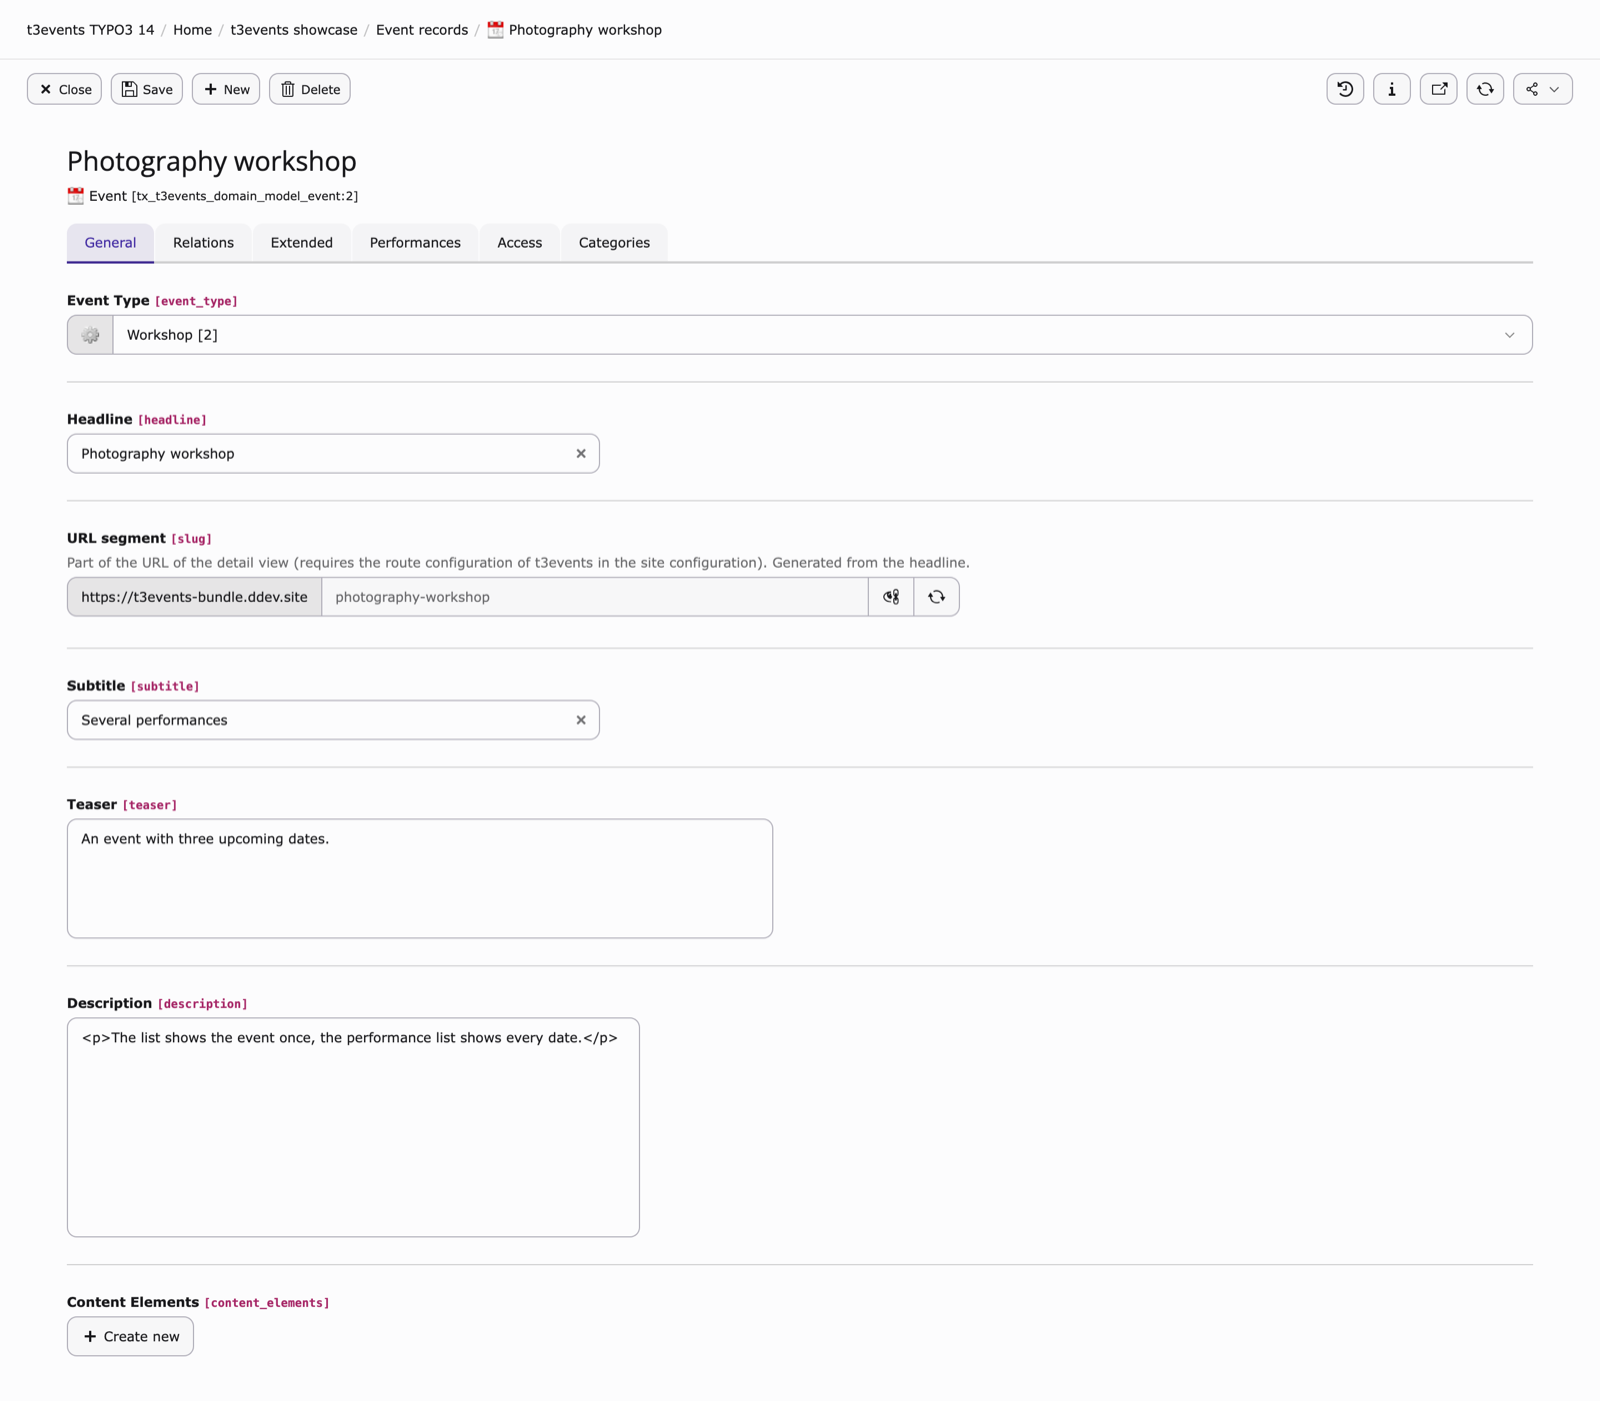 t3events TYPO3 14 / Home / t3events showcase / Event records / Photography workshop
Close Save New Delete
Photography workshop
Event [tx_t3events_domain_model_event:2]
General Relations Extended Performances Access Categories
Event Type [event_type]
Workshop [2]
Headline [headline]
Photography workshop
URL segment [slug]
Part of the URL of the detail view (requires the route configuration of t3events in the site configuration). Generated from the headline.
https://t3events-bundle.ddev.site photography-workshop
Subtitle [subtitle]
Several performances
Teaser [teaser]
An event with three upcoming dates.
Description [description]
<p>The list shows the event once, the performance list shows every date.</p>
Content Elements [content_elements]
Create new